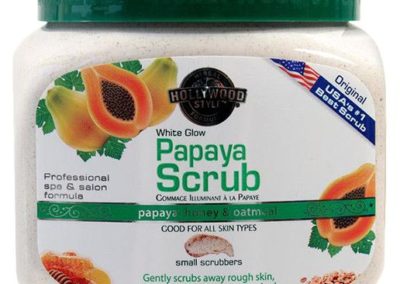 HOLLYWOOD
STYLE
Original
USA's #1
Best Scrub
White Glow
Papaya
Scrub
GOMMAGE ILLUMINANT À LA PAPAYE
Professional
spa & salon
formula
papaya honey & oatmeal
GOOD FOR ALL SKIN TYPES
small scrubbers
Gently scrubs away rough skin,